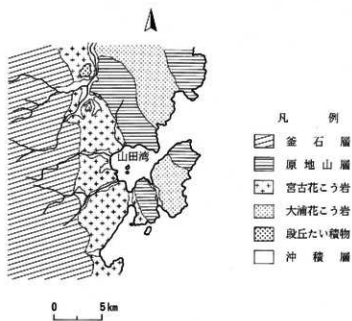 山田湾
凡例
釜石層
原地山層
宮古花こう岩
大浦花こう岩
段丘たい積物
沖積層
0 5km